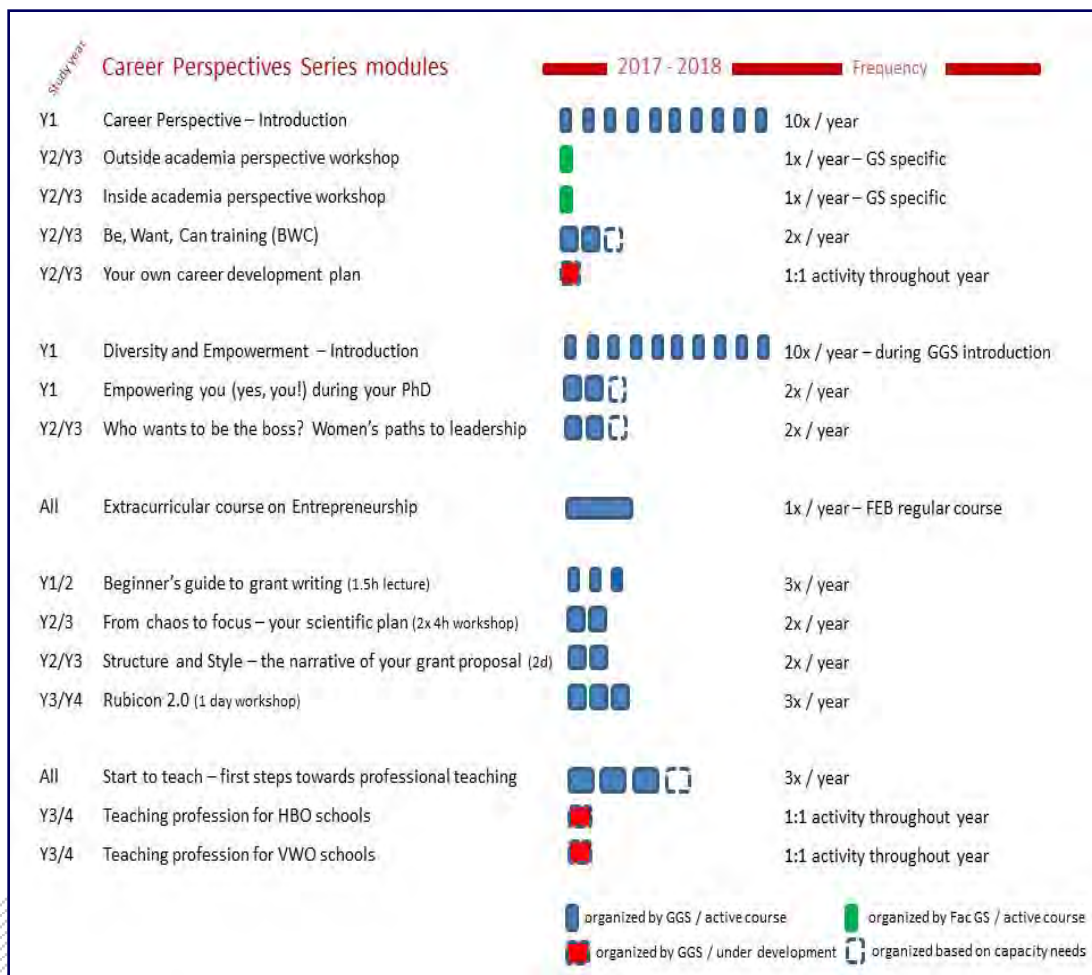 Study year Career Perspectives Series modules 2017 - 2018 Frequency
Y1 Career Perspective – Introduction 10x / year
Y2/Y3 Outside academia perspective workshop 1x / year – GS specific
Y2/Y3 Inside academia perspective workshop 1x / year – GS specific
Y2/Y3 Be, Want, Can training (BWC) 2x / year
Y2/Y3 Your own career development plan 1:1 activity throughout year
Y1 Diversity and Empowerment – Introduction 10x / year – during GGS introduction
Y1 Empowering you (yes, you!) during your PhD 2x / year
Y2/Y3 Who wants to be the boss? Women's paths to leadership 2x / year
All Extracurricular course on Entrepreneurship 1x / year – FEB regular course
Y1/2 Beginner's guide to grant writing (1.5h lecture) 3x / year
Y2/3 From chaos to focus – your scientific plan (2x 4h workshop) 2x / year
Y2/Y3 Structure and Style – the narrative of your grant proposal (2d) 2x / year
Y3/Y4 Rubicon 2.0 (1 day workshop) 3x / year
All Start to teach – first steps towards professional teaching 3x / year
Y3/4 Teaching profession for HBO schools 1:1 activity throughout year
Y3/4 Teaching profession for VWO schools 1:1 activity throughout year
organized by GGS / active course organized by Fac GS / active course
organized by GGS / under development organized based on capacity needs